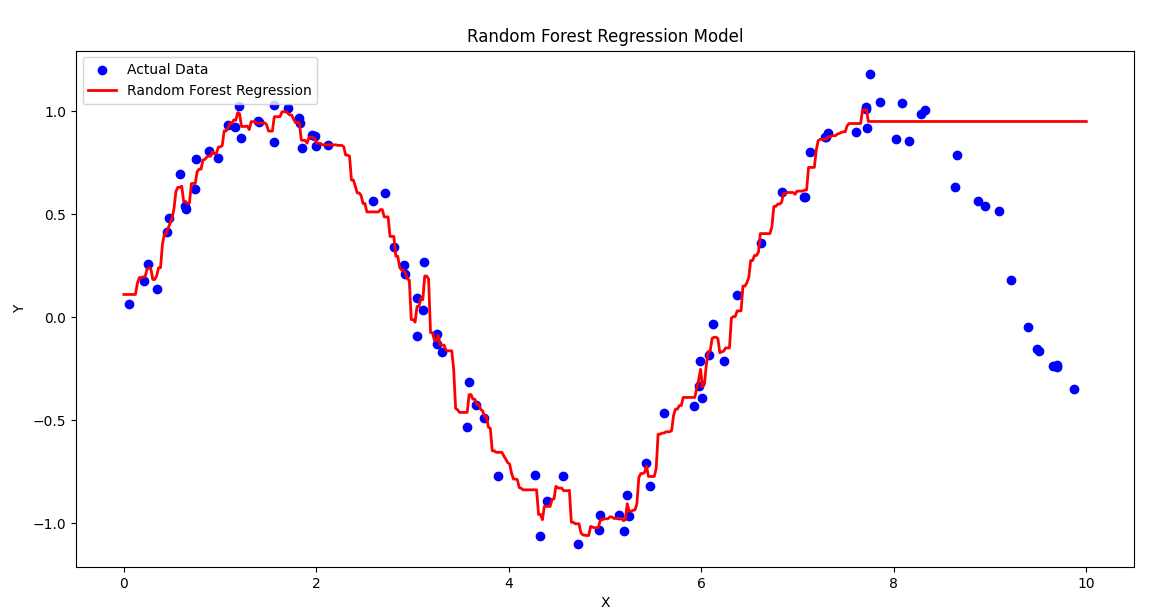 Random Forest Regression Model
Actual Data
Random Forest Regression
1.0
0.5
0.0
−0.5
−1.0
Y
0 2 4 6 8 10
X